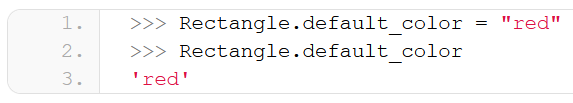 1. >>> Rectangle.default_color = "red"
2. >>> Rectangle.default_color
3. 'red'